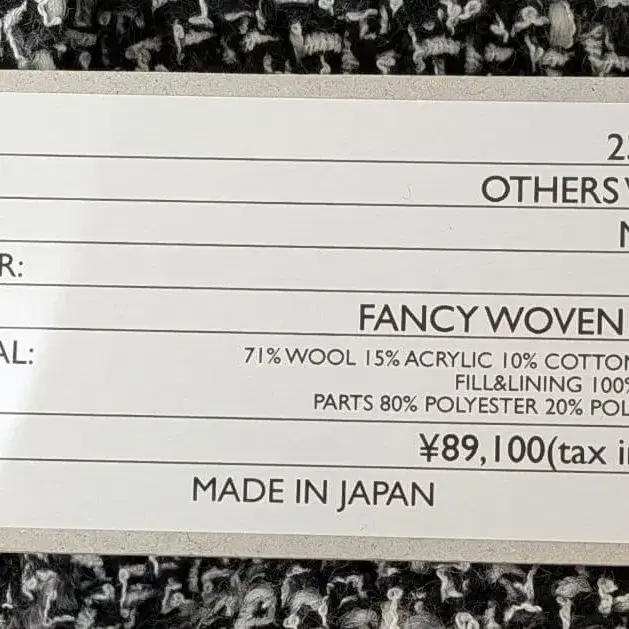 OTHERS
R:
FANCY WOVEN
AL:
71% WOOL 15% ACRYLIC 10% COTTON
FILL&LINING 100%
PARTS 80% POLYESTER 20% POL
¥89,100(tax i
MADE IN JAPAN